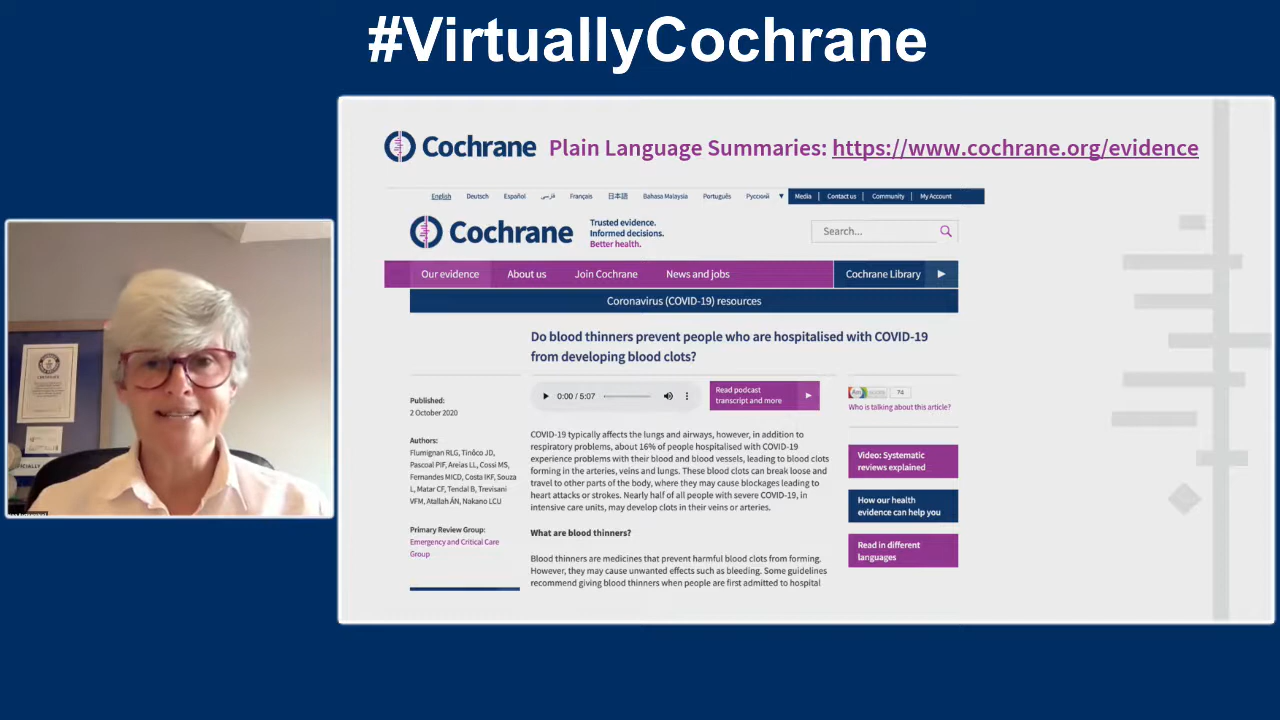 #VirtuallyCochrane
Cochrane Plain Language Summaries: https://www.cochrane.org/evidence
English Deutsch Español فارسی Français 日本語 Bahasa Malaysia Português Русский Media Contact us Community My Account
Cochrane
Trusted evidence.
Informed decisions.
Better health.
Search...
Our evidence About us Join Cochrane News and jobs Cochrane Library
Coronavirus (COVID-19) resources
Do blood thinners prevent people who are hospitalised with COVID-19
from developing blood clots?
Published:
2 October 2020
Authors:
Flumignan RLG, Tinôco JD,
Pascoal PIF, Areias LL, Cossi MS,
Fernandes MICD, Costa IKF, Souza
L, Matar CF, Tendal B, Trevisani
VFM, Atallah ÁN, Nakano LCU
Primary Review Group:
Emergency and Critical Care
Group
0:00 / 5:07
Read podcast
transcript and more
COVID-19 typically affects the lungs and airways, however, in addition to
respiratory problems, about 16% of people hospitalised with COVID-19
experience problems with their blood and blood vessels, leading to blood clots
forming in the arteries, veins and lungs. These blood clots can break loose and
travel to other parts of the body, where they may cause blockages leading to
heart attacks or strokes. Nearly half of all people with severe COVID-19, in
intensive care units, may develop clots in their veins or arteries.
What are blood thinners?
Blood thinners are medicines that prevent harmful blood clots from forming.
However, they may cause unwanted effects such as bleeding. Some guidelines
recommend giving blood thinners when people are first admitted to hospital
74
Who is talking about this article?
Video: Systematic
reviews explained
How our health
evidence can help you
Read in different
languages
CERTIFICATE